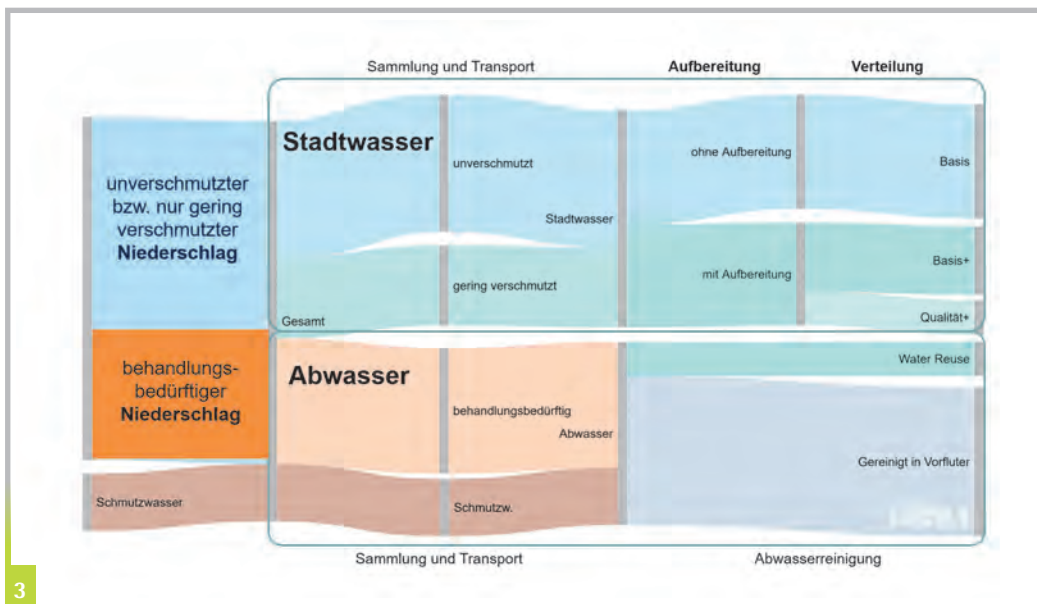 Sammlung und Transport
Aufbereitung
Verteilung
Stadtwasser
unverschmutzter
bzw. nur gering
verschmutzter
Niederschlag
unverschmutzt
Stadtwasser
gering verschmutzt
Gesamt
ohne Aufbereitung
mit Aufbereitung
Basis
Basis+
Qualität+
behandlungs-
bedürftiger
Niederschlag
Abwasser
behandlungsbedürftig
Abwasser
Water Reuse
Gereinigt in Vorfluter
Schmutzwasser
Schmutzw.
Sammlung und Transport
Abwasserreinigung
3